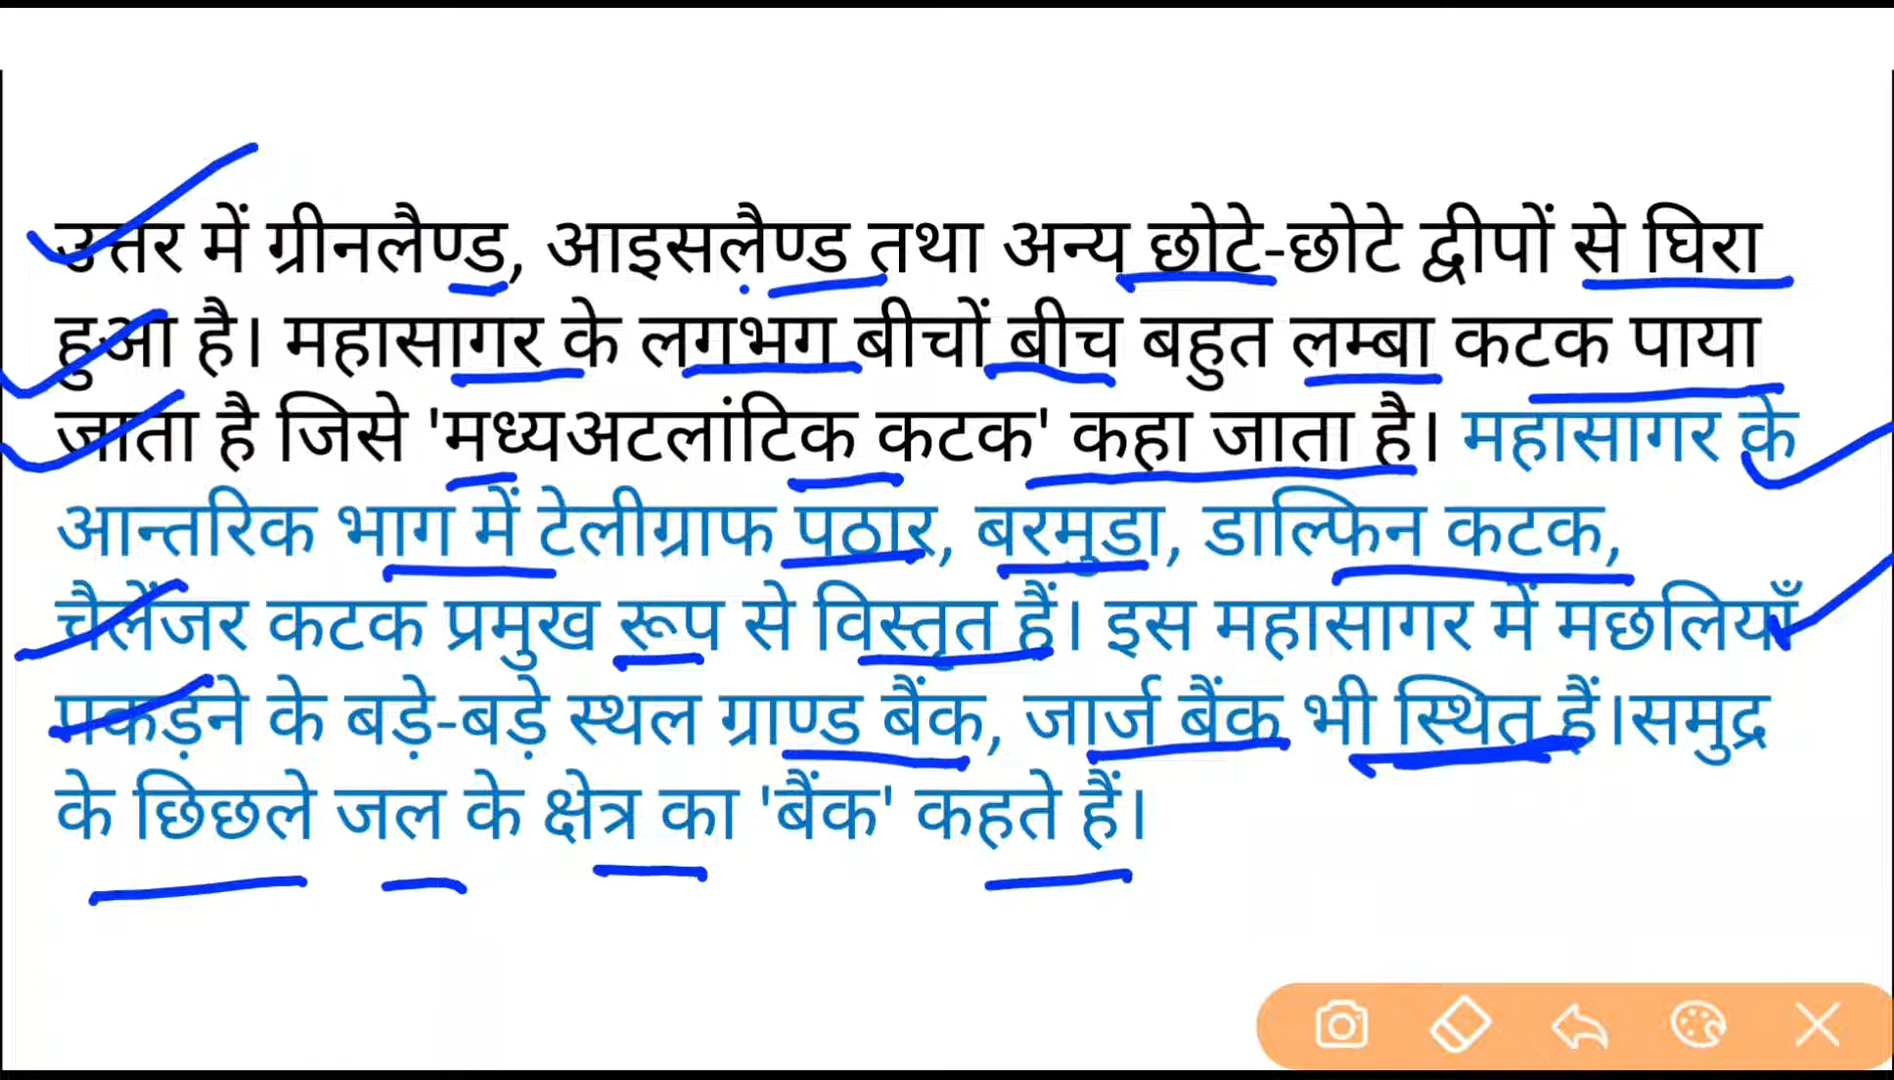 उत्तर में ग्रीनलैण्ड, आइसलैण्ड तथा अन्य छोटे-छोटे द्वीपों से घिरा
हुआ है। महासागर के लगभग बीचों बीच बहुत लम्बा कटक पाया
जाता है जिसे 'मध्यअटलांटिक कटक' कहा जाता है। महासागर के
आन्तरिक भाग में टेलीग्राफ पठार, बरमुडा, डाल्फिन कटक,
चैलेंजर कटक प्रमुख रूप से विस्तृत हैं। इस महासागर में मछलियाँ
पकड़ने के बड़े-बड़े स्थल ग्राण्ड बैंक, जार्ज बैंक भी स्थित हैं।समुद्र
के छिछले जल के क्षेत्र का 'बैंक' कहते हैं।